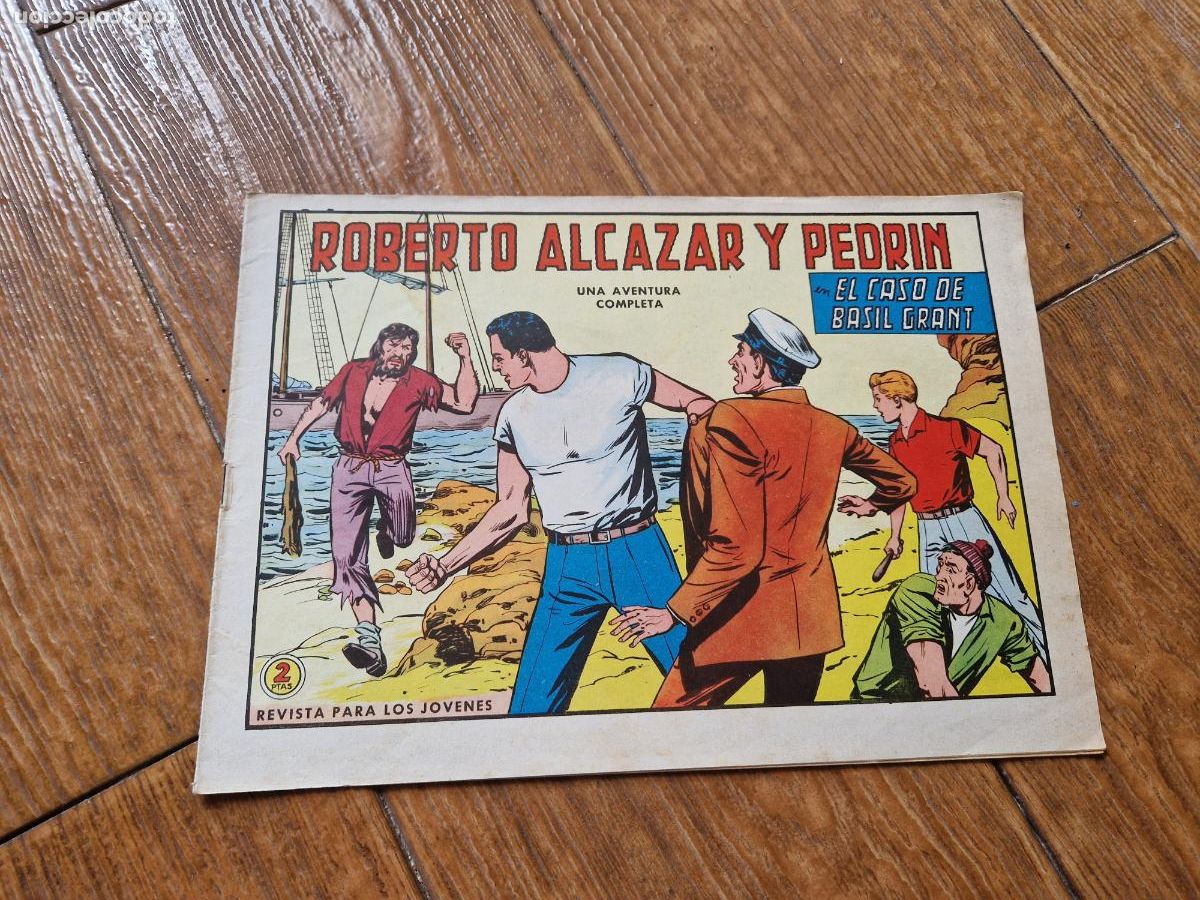 todocoleccion
ROBERTO ALCAZAR Y PEDRIN
UNA AVENTURA
COMPLETA
en EL CASO DE
BASIL GRANT
2
PTAS
REVISTA PARA LOS JOVENES